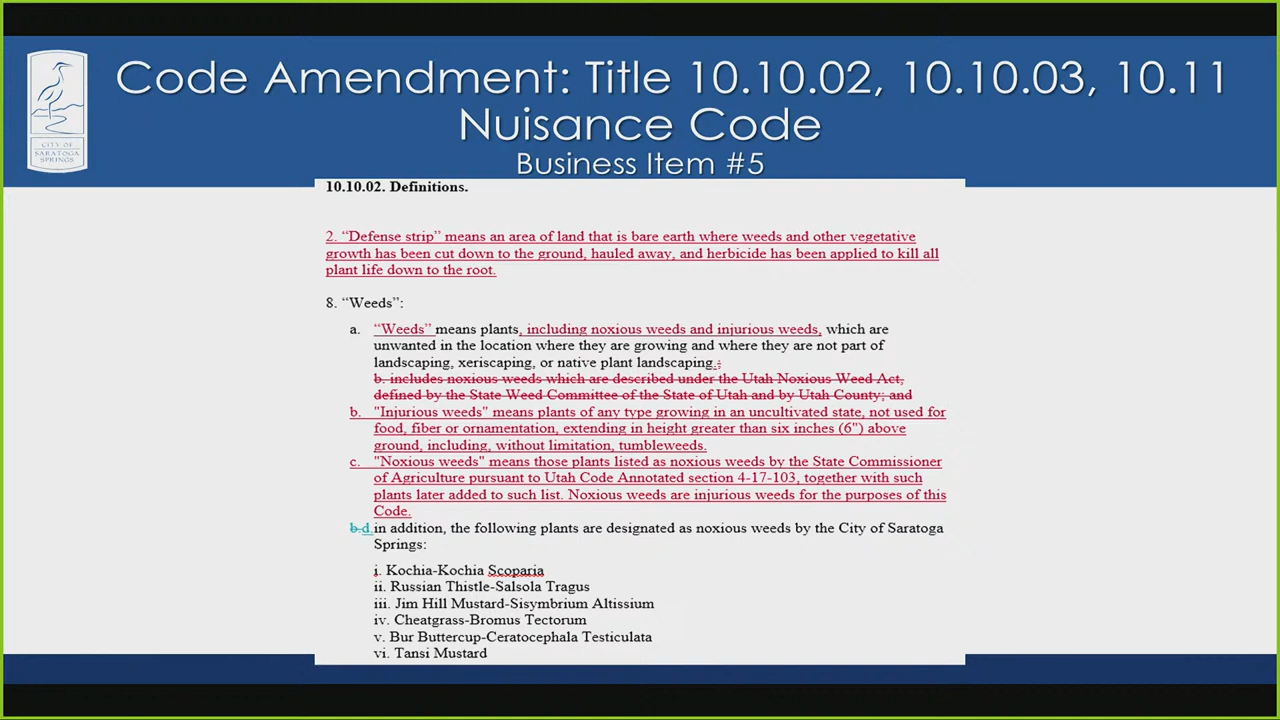 CITY OF
SARATOGA
SPRINGS
Code Amendment: Title 10.10.02, 10.10.03, 10.11
Nuisance Code
Business Item #5
10.10.02. Definitions.
2. “Defense strip” means an area of land that is bare earth where weeds and other vegetative
growth has been cut down to the ground, hauled away, and herbicide has been applied to kill all
plant life down to the root.
8. “Weeds”:
a. “Weeds” means plants, including noxious weeds and injurious weeds, which are
unwanted in the location where they are growing and where they are not part of
landscaping, xeriscaping, or native plant landscaping.;
b. includes noxious weeds which are described under the Utah Noxious Weed Act,
defined by the State Weed Committee of the State of Utah and by Utah County; and
b. "Injurious weeds" means plants of any type growing in an uncultivated state, not used for
food, fiber or ornamentation, extending in height greater than six inches (6") above
ground, including, without limitation, tumbleweeds.
c. "Noxious weeds" means those plants listed as noxious weeds by the State Commissioner
of Agriculture pursuant to Utah Code Annotated section 4-17-103, together with such
plants later added to such list. Noxious weeds are injurious weeds for the purposes of this
Code.
b.d.in addition, the following plants are designated as noxious weeds by the City of Saratoga
Springs:
i. Kochia-Kochia Scoparia
ii. Russian Thistle-Salsola Tragus
iii. Jim Hill Mustard-Sisymbrium Altissium
iv. Cheatgrass-Bromus Tectorum
v. Bur Buttercup-Ceratocephala Testiculata
vi. Tansi Mustard